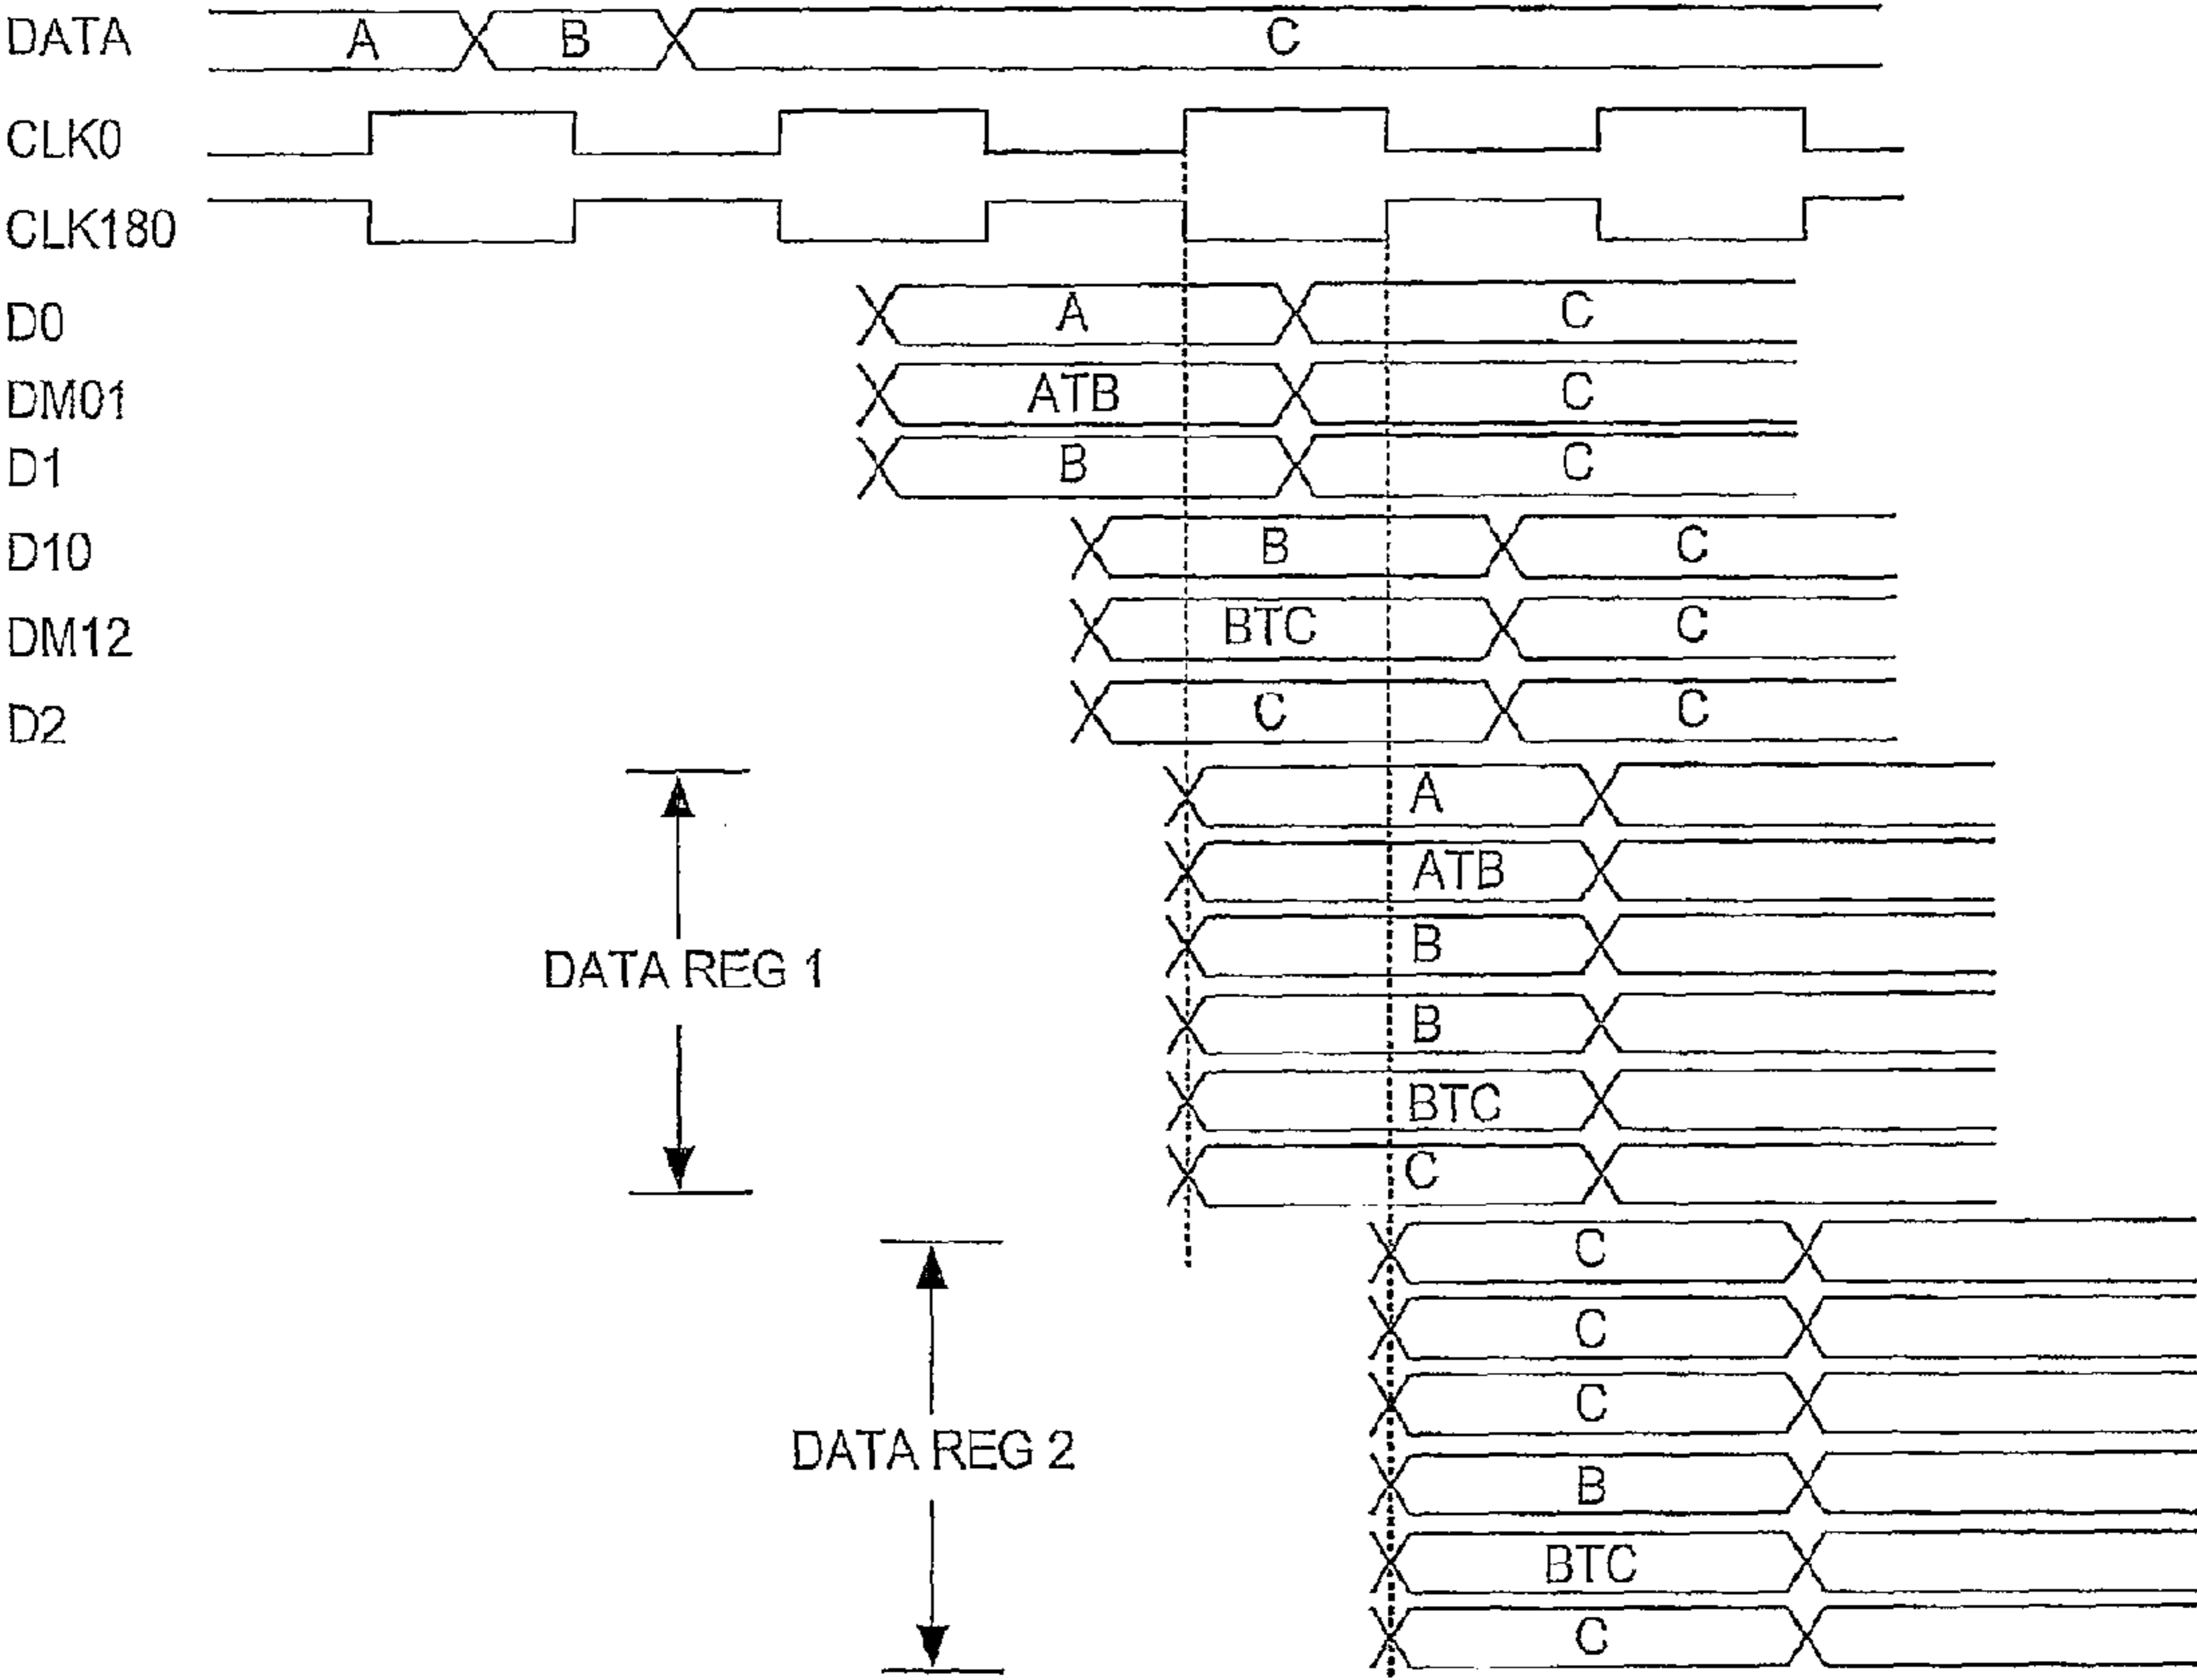 DATA A B C
CLK0
CLK180
D0 A C
DM01 ATB C
D1 B C
D10 B C
DM12 BTC C
D2 C C
A
ATB
B
DATA REG 1
B
BTC
C
C
C
C
DATA REG 2
B
BTC
C